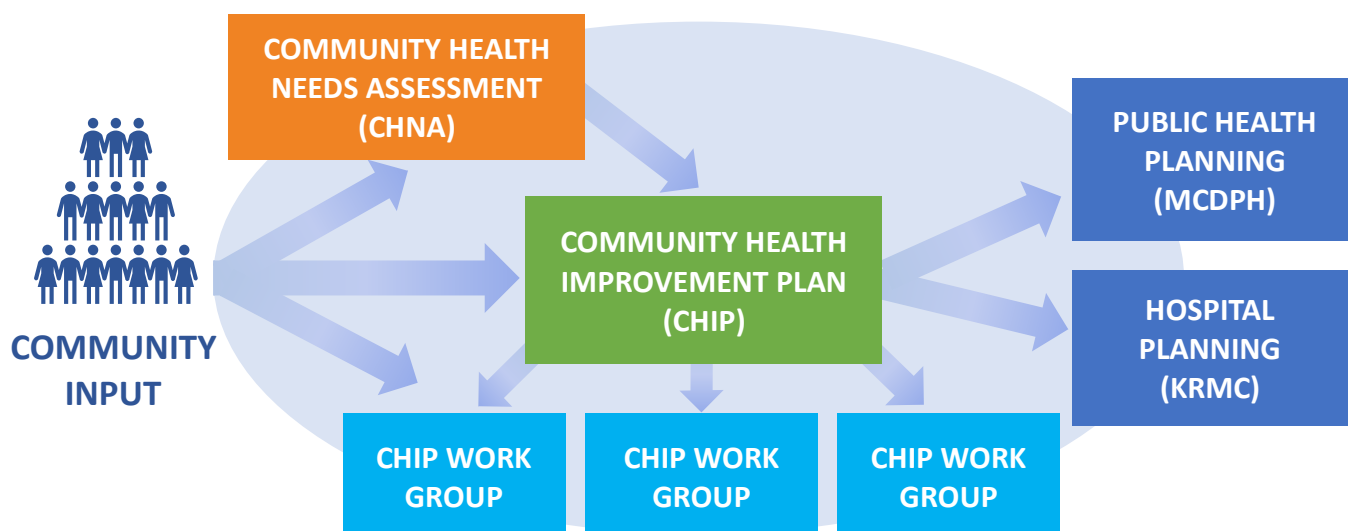 COMMUNITY HEALTH
NEEDS ASSESSMENT
(CHNA)
COMMUNITY
INPUT
COMMUNITY HEALTH
IMPROVEMENT PLAN
(CHIP)
PUBLIC HEALTH
PLANNING
(MCDPH)
HOSPITAL
PLANNING
(KRMC)
CHIP WORK
GROUP
CHIP WORK
GROUP
CHIP WORK
GROUP